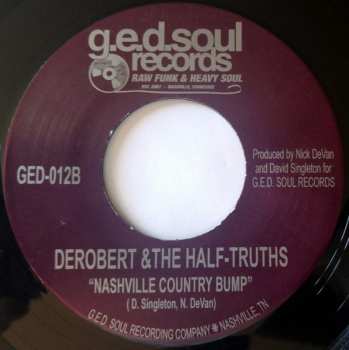 g.e.d.soul
records
RAW FUNK & HEAVY SOUL
GED-012B
Produced by Nick DeVan
and David Singleton for
G.E.D. SOUL RECORDS
DEROBERT &THE HALF-TRUTHS
"NASHVILLE COUNTRY BUMP"
( D. Singleton, N. DeVan)
G.E.D. SOUL RECORDING COMPANY NASHVILLE, TN